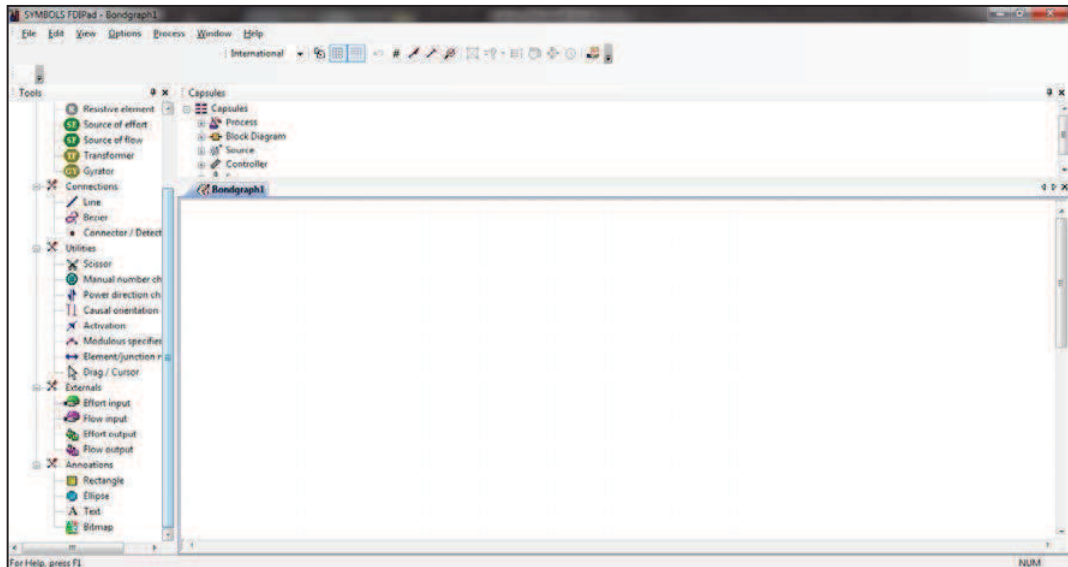 SYMBOLS FDIPad - Bondgraph1
File Edit View Options Process Window Help
International
Tools
Resistive element
Source of effort
Source of flow
Transformer
Gyrator
Connections
Line
Bezier
Connector / Detect
Utilities
Scissor
Manual number ch
Power direction ch
Causal orientation
Activation
Modulous specifier
Element/junction r
Drag / Cursor
Externals
Effort input
Flow input
Effort output
Flow output
Annoations
Rectangle
Ellipse
A Text
Bitmap
Capsules
Capsules
Process
Block Diagram
Source
Controller
Bondgraph1
For Help, press F1
NUM